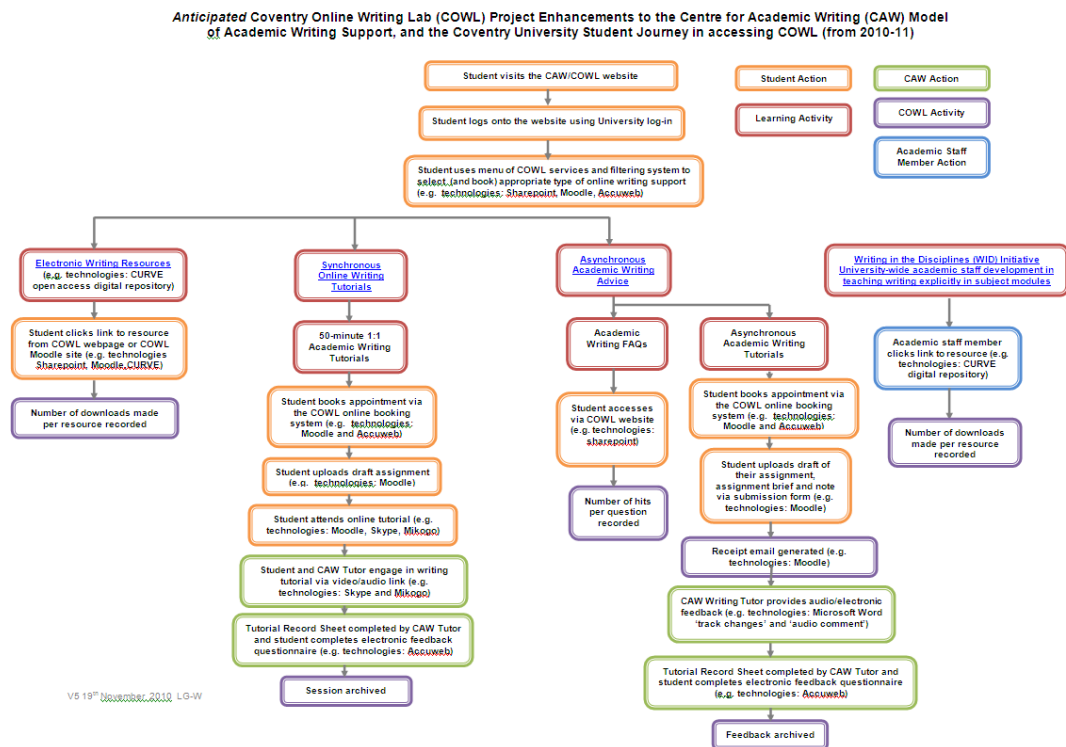 Anticipated Coventry Online Writing Lab (COWL) Project Enhancements to the Centre for Academic Writing (CAW) Model
of Academic Writing Support, and the Coventry University Student Journey in accessing COWL (from 2010-11)
Student visits the CAW/COWL website
Student logs onto the website using University log-in
Student uses menu of COWL services and filtering system to
select (and book) appropriate type of online writing support
(e.g. technologies: Sharepoint, Moodle, Accuweb)
Student Action
CAW Action
Learning Activity
COWL Activity
Academic Staff
Member Action
Electronic Writing Resources
(e.g. technologies: CURVE
open access digital repository)
Student clicks link to resource
from COWL webpage or COWL
Moodle site (e.g. technologies
Sharepoint, Moodle,CURVE)
Number of downloads made
per resource recorded
Synchronous
Online Writing
Tutorials
50-minute 1:1
Academic Writing
Tutorials
Student books appointment via
the COWL online booking
system (e.g. technologies:
Moodle and Accuweb)
Student uploads draft assignment
(e.g. technologies: Moodle)
Student attends online tutorial (e.g.
technologies: Moodle, Skype, Mikogo)
Student and CAW Tutor engage in writing
tutorial via video/audio link (e.g.
technologies: Skype and Mikogo)
Tutorial Record Sheet completed by CAW Tutor
and student completes electronic feedback
questionnaire (e.g. technologies: Accuweb)
Session archived
Asynchronous
Academic Writing
Advice
Academic
Writing FAQs
Student accesses
via COWL website
(e.g. technologies:
sharepoint)
Number of hits
per question
recorded
Asynchronous
Academic Writing
Tutorials
Student books appointment via
the COWL online booking
system (e.g. technologies:
Moodle and Accuweb)
Student uploads draft of
their assignment,
assignment brief and note
via submission form (e.g.
technologies: Moodle)
Receipt email generated (e.g.
technologies: Moodle)
CAW Writing Tutor provides audio/electronic
feedback (e.g. technologies: Microsoft Word
‘track changes’ and ‘audio comment’)
Tutorial Record Sheet completed by CAW Tutor and
student completes electronic feedback questionnaire
(e.g. technologies: Accuweb)
Feedback archived
Writing in the Disciplines (WID) Initiative
University-wide academic staff development in
teaching writing explicitly in subject modules
Academic staff member
clicks link to resource (e.g.
technologies: CURVE
digital repository)
Number of downloads
made per resource
recorded
V5 19th November, 2010 LG-W